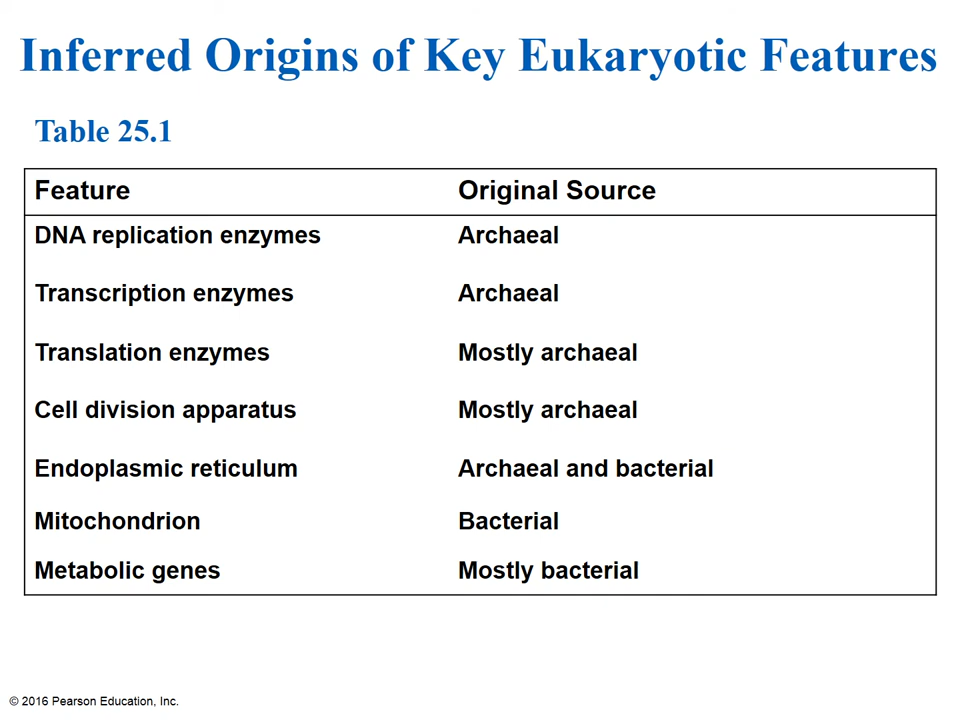 Inferred Origins of Key Eukaryotic Features
Table 25.1
Feature Original Source
DNA replication enzymes Archaeal
Transcription enzymes Archaeal
Translation enzymes Mostly archaeal
Cell division apparatus Mostly archaeal
Endoplasmic reticulum Archaeal and bacterial
Mitochondrion Bacterial
Metabolic genes Mostly bacterial
© 2016 Pearson Education, Inc.